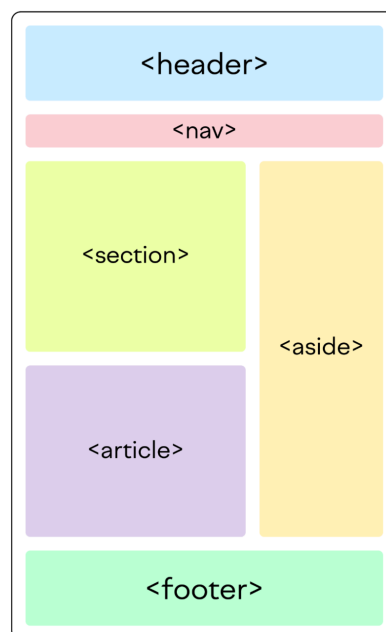 <header>
<nav>
<section>
<aside>
<article>
<footer>